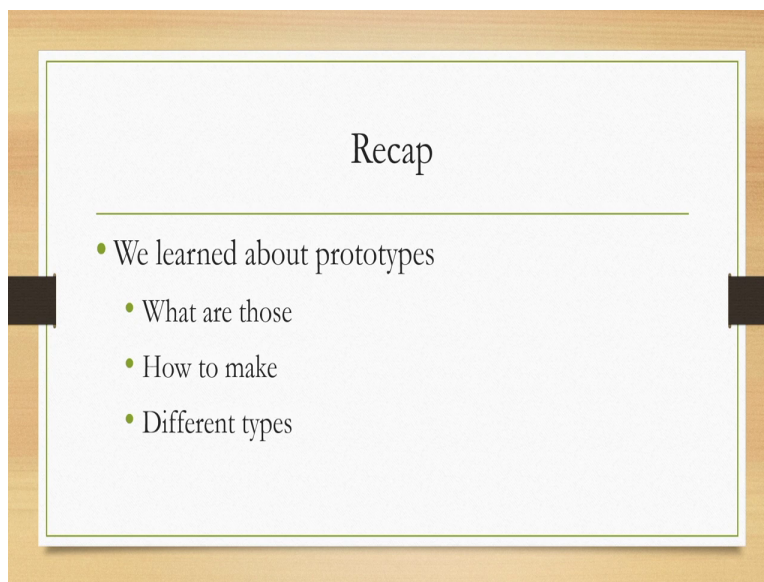 Recap
• We learned about prototypes
• What are those
• How to make
• Different types